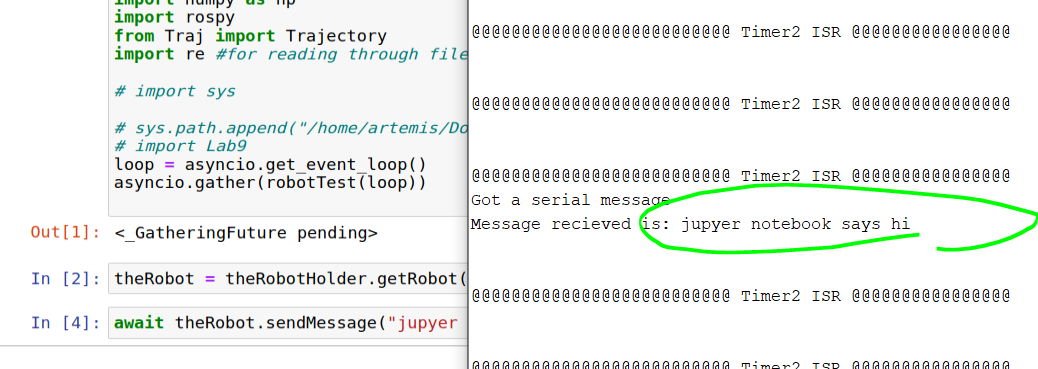 import numpy as np
import rospy
from Traj import Trajectory
import re #for reading through file
# import sys
# sys.path.append("/home/artemis/Do
# import Lab9
loop = asyncio.get_event_loop()
asyncio.gather(robotTest(loop))
Out[1]: <_GatheringFuture pending>
In [2]: theRobot = theRobotHolder.getRobot(
In [4]: await theRobot.sendMessage("jupyer
@@@@@@@@@@@@@@@@@@@@@@@@@@ Timer2 ISR @@@@@@@@@@@@@@@@
@@@@@@@@@@@@@@@@@@@@@@@@@@ Timer2 ISR @@@@@@@@@@@@@@@@
@@@@@@@@@@@@@@@@@@@@@@@@@@ Timer2 ISR @@@@@@@@@@@@@@@@
Got a serial message
Message recieved is: jupyer notebook says hi
@@@@@@@@@@@@@@@@@@@@@@@@@@ Timer2 ISR @@@@@@@@@@@@@@@@
@@@@@@@@@@@@@@@@@@@@@@@@@@ Timer2 ISR @@@@@@@@@@@@@@@@